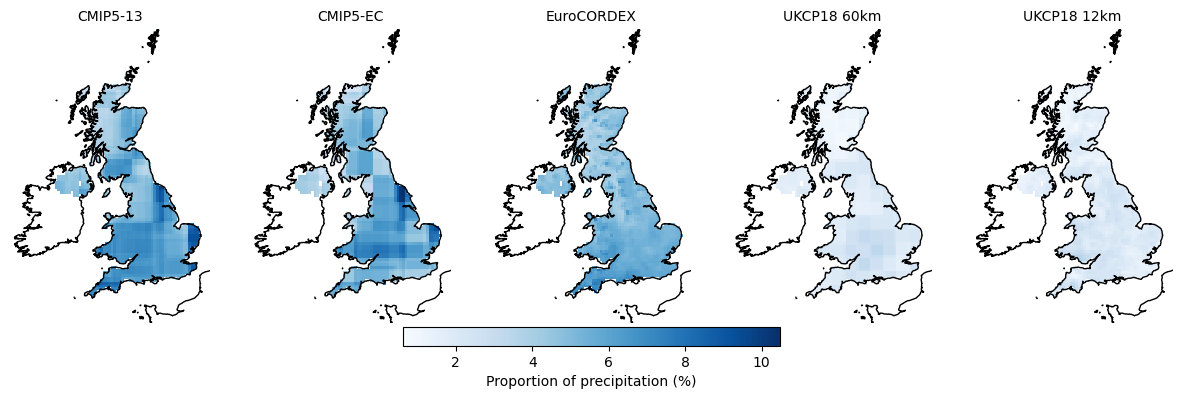 CMIP5-13 CMIP5-EC EuroCORDEX UKCP18 60km UKCP18 12km
2 4 6 8 10
Proportion of precipitation (%)